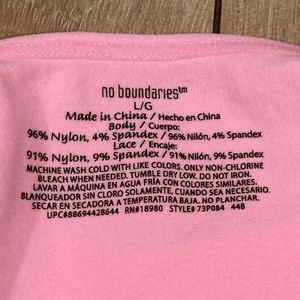 no boundaries™
L/G
Made in China / Hecho en China
Body / Cuerpo:
96% Nylon, 4% Spandex / 96% Nilón, 4% Spandex
Lace / Encaje:
91% Nylon, 9% Spandex / 91% Nilón, 9% Spandex
MACHINE WASH COLD WITH LIKE COLORS. ONLY NON-CHLORINE
BLEACH WHEN NEEDED. TUMBLE DRY LOW. DO NOT IRON.
LAVAR A MÁQUINA EN AGUA FRÍA CON COLORES SIMILARES.
BLANQUEADOR SIN CLORO SOLAMENTE, CUANDO SEA NECESARIO.
SECAR EN SECADORA A TEMPERATURA BAJA. NO PLANCHAR.
UPC#88694428644 RN#18980 STYLE# 73P084 44B